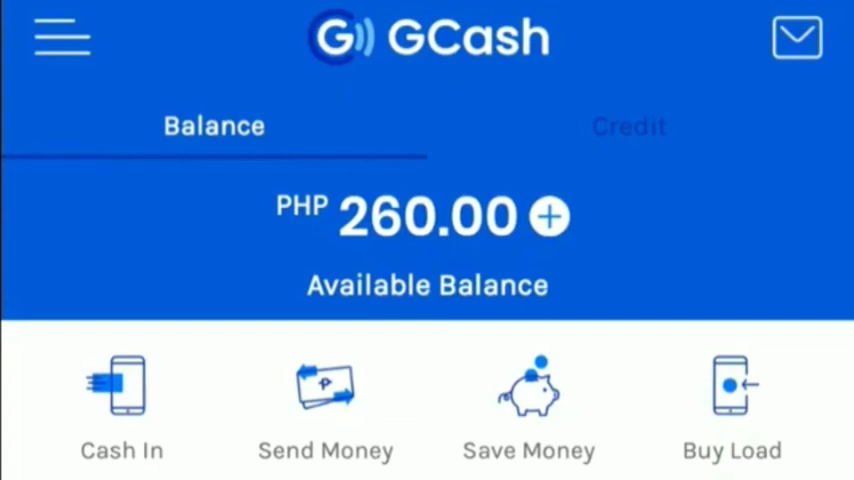 GCash
Balance
Credit
PHP 260.00
Available Balance
Cash In
Send Money
Save Money
Buy Load